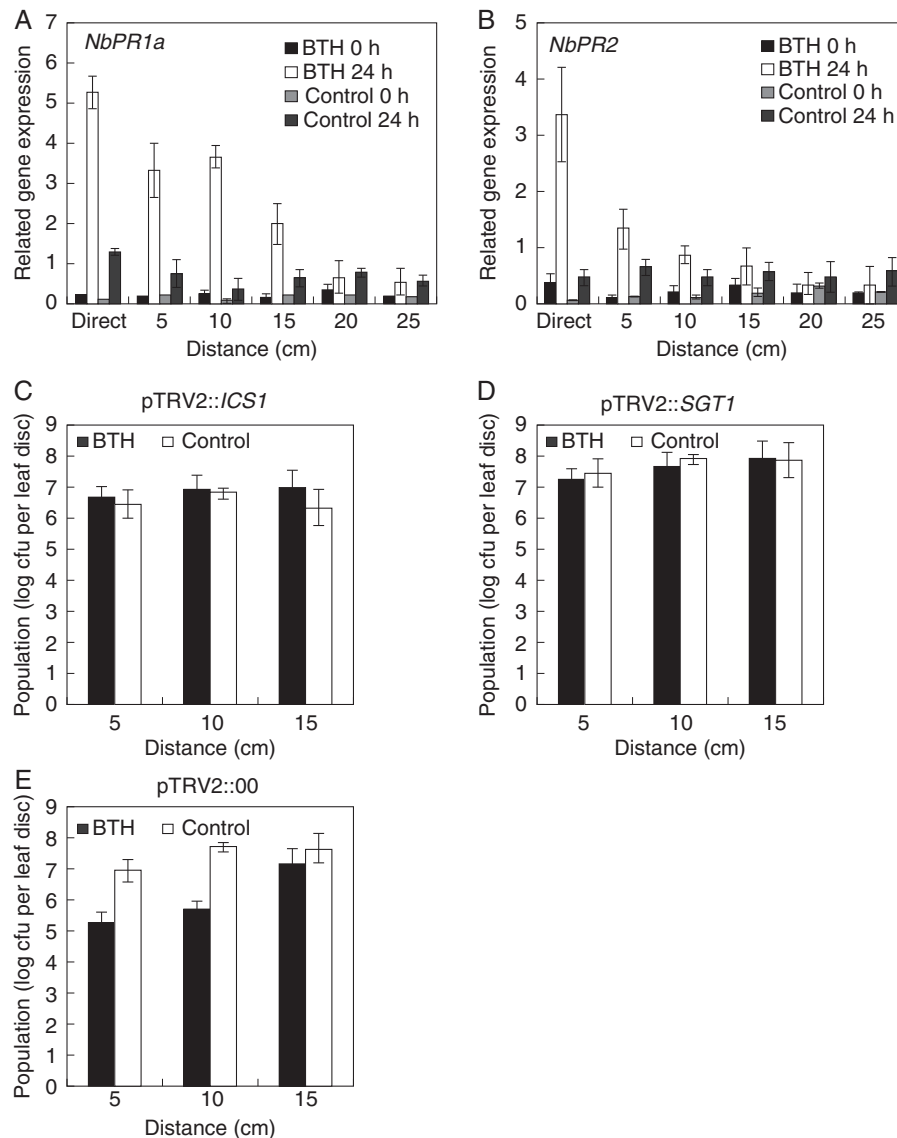 A
NbPR1a
BTH 0 h
BTH 24 h
Control 0 h
Control 24 h
Related gene expression
7
6
5
4
3
2
1
0
Direct 5 10 15 20 25
Distance (cm)
B
NbPR2
BTH 0 h
BTH 24 h
Control 0 h
Control 24 h
Related gene expression
5
4
3
2
1
0
Direct 5 10 15 20 25
Distance (cm)
C
pTRV2::ICS1
BTH Control
Population (log cfu per leaf disc)
9
8
7
6
5
4
3
2
1
0
5 10 15
Distance (cm)
D
pTRV2::SGT1
BTH Control
Population (log cfu per leaf disc)
9
8
7
6
5
4
3
2
1
0
5 10 15
Distance (cm)
E
pTRV2::00
BTH Control
Population (log cfu per leaf disc)
9
8
7
6
5
4
3
2
1
0
5 10 15
Distance (cm)